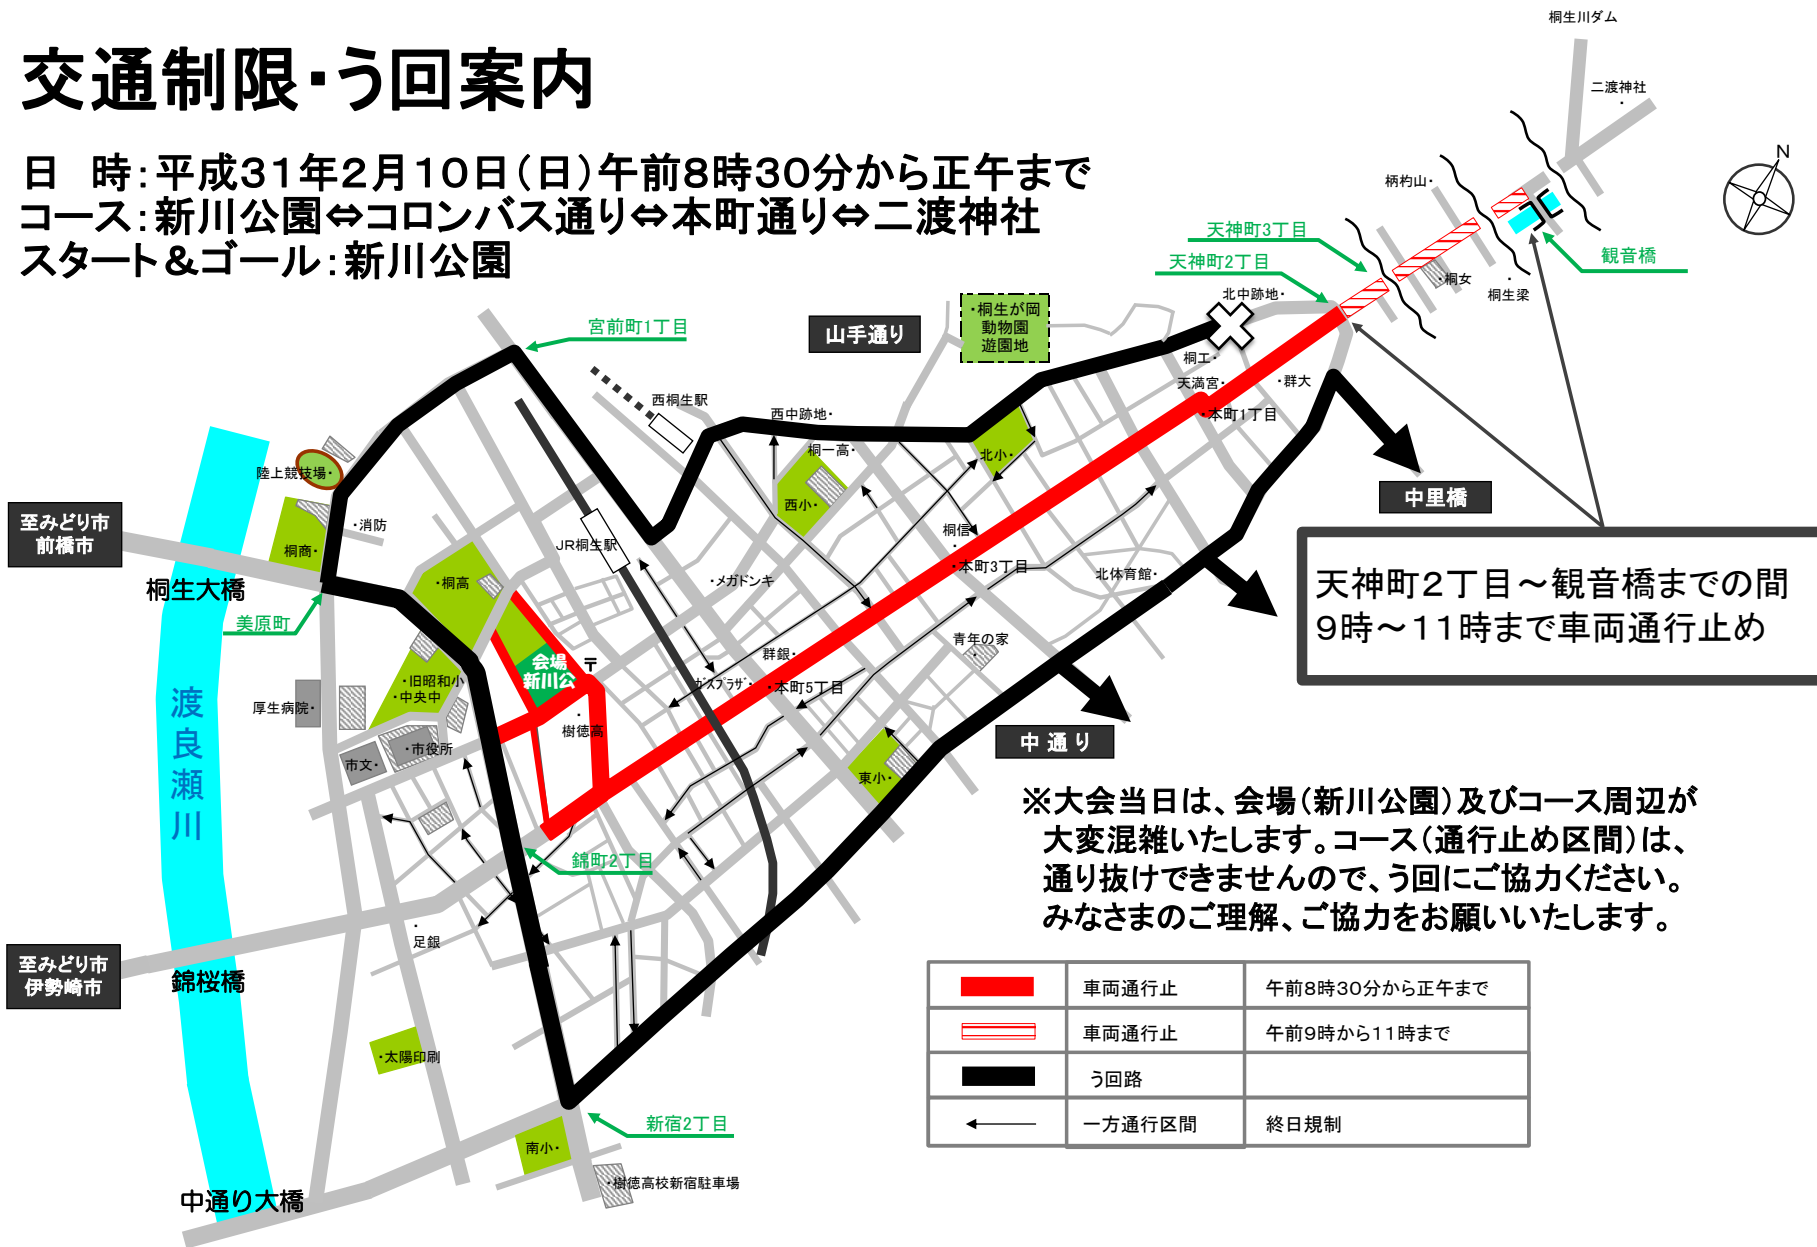 交通制限・う回案内
日　時：平成31年2月10日（日）午前8時30分から正午まで
コース：新川公園⇔コロンバス通り⇔本町通り⇔二渡神社
スタート＆ゴール：新川公園
桐生川ダム
二渡神社
N
柄杓山
天神町3丁目
観音橋
天神町2丁目
桐女
桐生梁
北中跡地
桐生が岡
動物園
遊園地
宮前町1丁目
山手通り
桐工
天満宮
群大
西桐生駅
西中跡地
本町1丁目
桐一高
北小
陸上競技場
中里橋
西小
至みどり市
前橋市
消防
桐信
JR桐生駅
桐商
天神町2丁目～観音橋までの間
9時～11時まで車両通行止め
本町3丁目
北体育館
桐生大橋
桐高
メガドンキ
美原町
青年の家
会場
新川公
〒
群銀
旧昭和小
中央中
ガスプラザ
本町5丁目
渡良瀬川
厚生病院
樹徳高
中通り
市役所
市文
東小
※大会当日は、会場（新川公園）及びコース周辺が
大変混雑いたします。コース（通行止め区間）は、
通り抜けできませんので、う回にご協力ください。
みなさまのご理解、ご協力をお願いいたします。
錦町2丁目
足銀
至みどり市
伊勢崎市
錦桜橋
車両通行止　午前8時30分から正午まで
車両通行止　午前9時から11時まで
う回路
一方通行区間　終日規制
太陽印刷
新宿2丁目
南小
樹徳高校新宿駐車場
中通り大橋